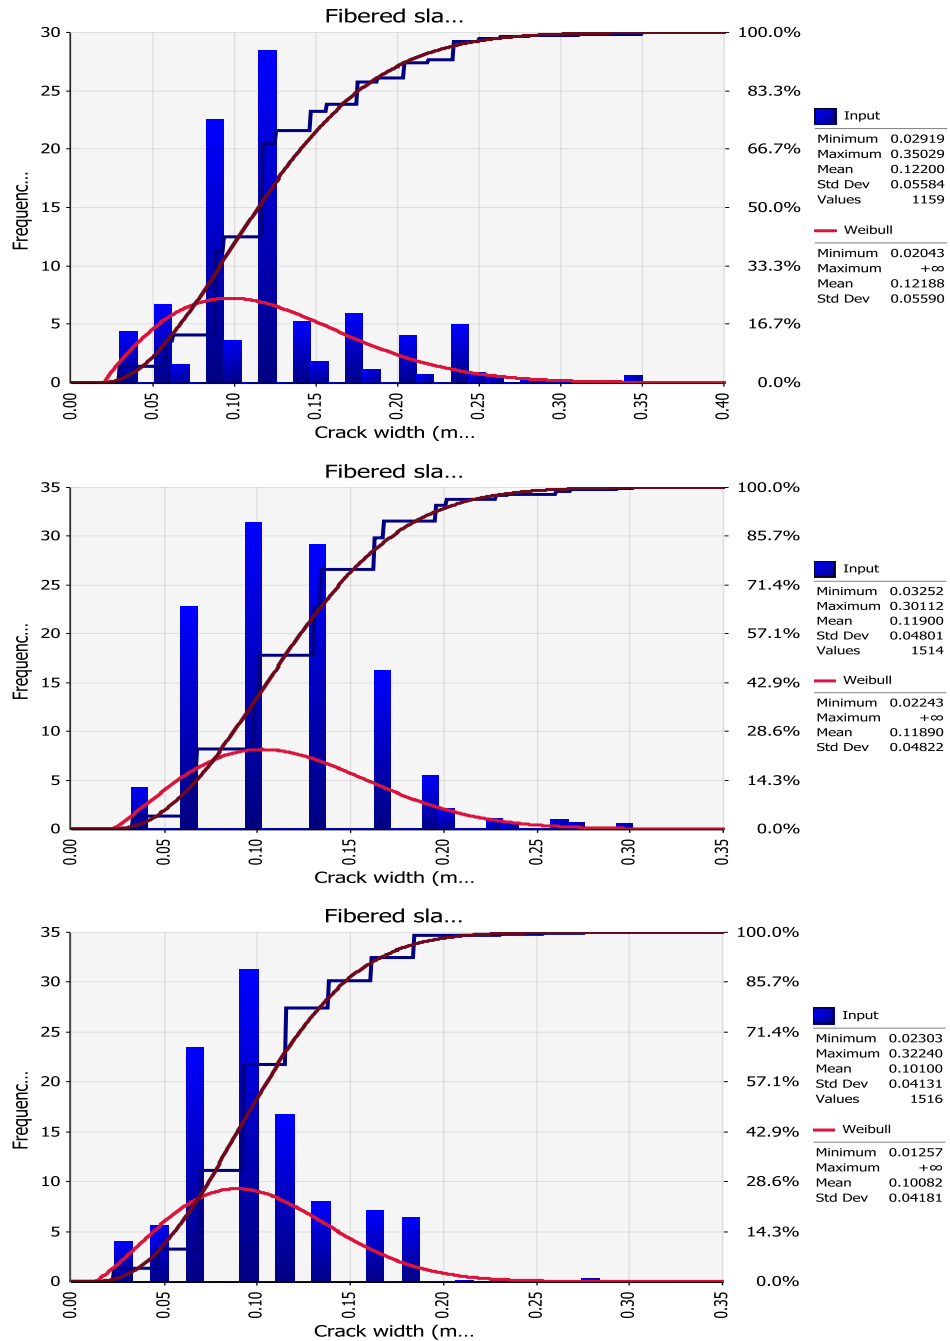 Fibered sla...
30
25
20
15
10
5
0
Frequenc...
100.0%
83.3%
66.7%
50.0%
33.3%
16.7%
0.0%
0.00 0.05 0.10 0.15 0.20 0.25 0.30 0.35 0.40
Crack width (m...
Input
Minimum 0.02919
Maximum 0.35029
Mean 0.12200
Std Dev 0.05584
Values 1159
Weibull
Minimum 0.02043
Maximum +∞
Mean 0.12188
Std Dev 0.05590
Fibered sla...
35
30
25
20
15
10
5
0
Frequenc...
100.0%
85.7%
71.4%
57.1%
42.9%
28.6%
14.3%
0.0%
0.00 0.05 0.10 0.15 0.20 0.25 0.30 0.35
Crack width (m...
Input
Minimum 0.03252
Maximum 0.30112
Mean 0.11900
Std Dev 0.04801
Values 1514
Weibull
Minimum 0.02243
Maximum +∞
Mean 0.11890
Std Dev 0.04822
Fibered sla...
35
30
25
20
15
10
5
0
Frequenc...
100.0%
85.7%
71.4%
57.1%
42.9%
28.6%
14.3%
0.0%
0.00 0.05 0.10 0.15 0.20 0.25 0.30 0.35
Crack width (m...
Input
Minimum 0.02303
Maximum 0.32240
Mean 0.10100
Std Dev 0.04131
Values 1516
Weibull
Minimum 0.01257
Maximum +∞
Mean 0.10082
Std Dev 0.04181